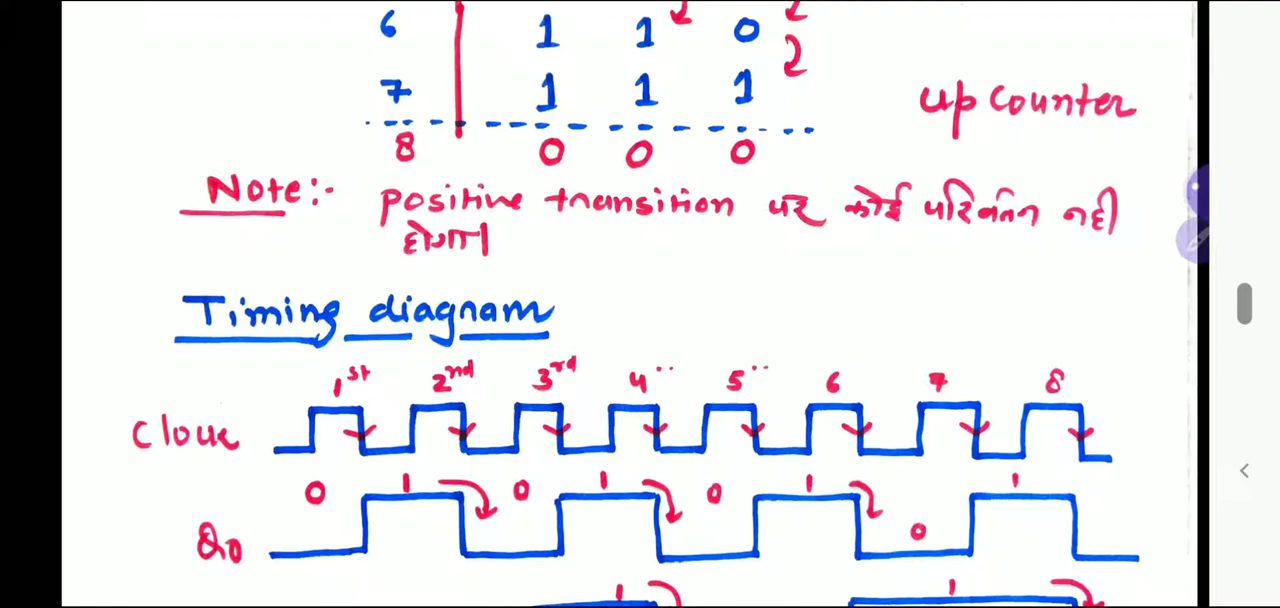 6 1 1 0
7 1 1 1
up counter
8 0 0 0
Note:- positive transition पर कोई परिवर्तन नही
होगा।
Timing diagram
1st 2nd 3rd 4" 5" 6 7 8
Clock
0 1 0 1 0 1 0 1
Q0
1 1